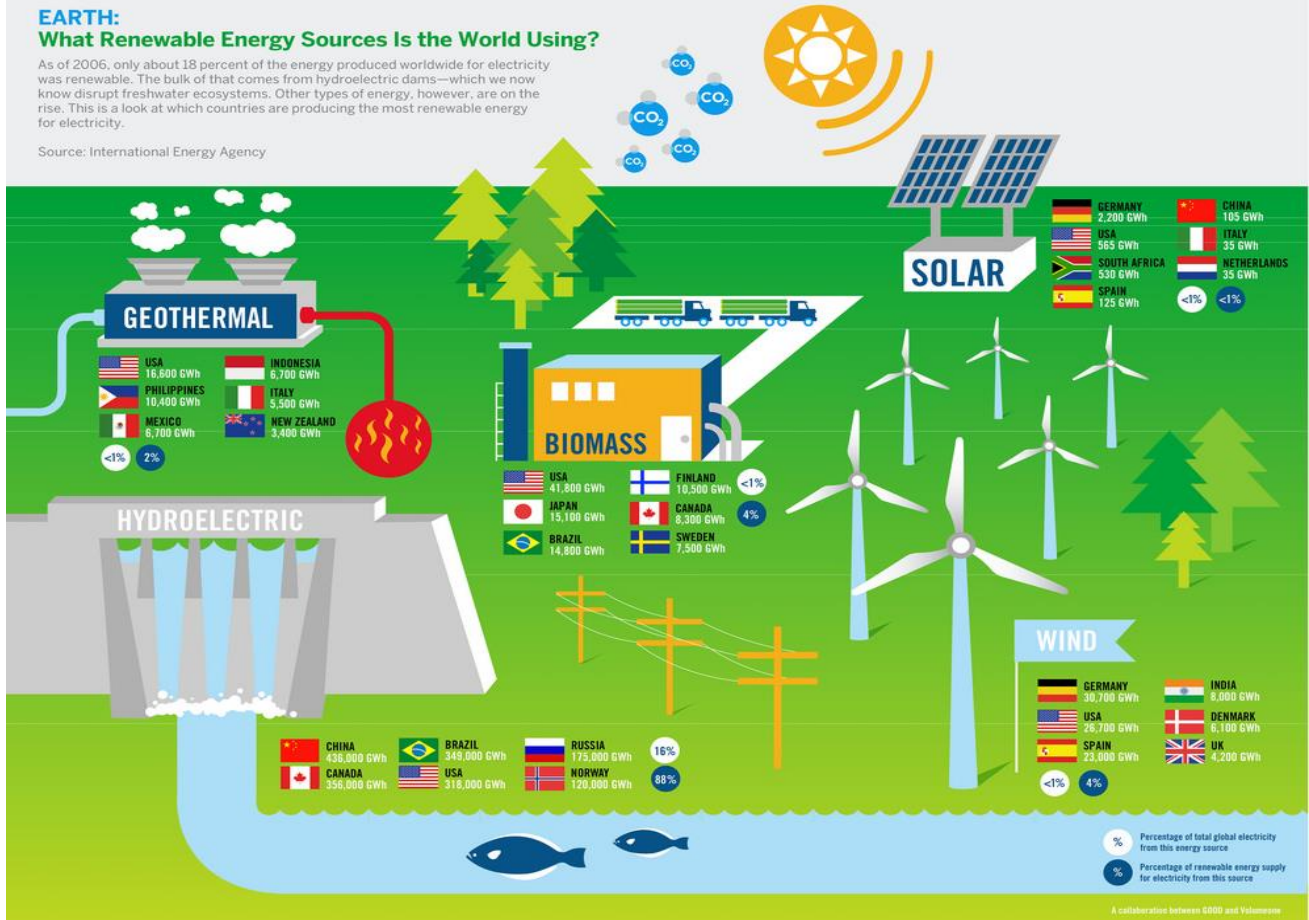 EARTH:
What Renewable Energy Sources Is the World Using?
As of 2006, only about 18 percent of the energy produced worldwide for electricity
was renewable. The bulk of that comes from hydroelectric dams—which we now
know disrupt freshwater ecosystems. Other types of energy, however, are on the
rise. This is a look at which countries are producing the most renewable energy
for electricity.
Source: International Energy Agency
CO2
CO2
CO2
CO2
CO2
SOLAR
GERMANY
2,200 GWh
USA
565 GWh
SOUTH AFRICA
530 GWh
SPAIN
125 GWh
CHINA
105 GWh
ITALY
35 GWh
NETHERLANDS
35 GWh
<1%
<1%
GEOTHERMAL
USA
16,600 GWh
PHILIPPINES
10,400 GWh
MEXICO
6,700 GWh
INDONESIA
6,700 GWh
ITALY
5,500 GWh
NEW ZEALAND
3,400 GWh
<1%
2%
BIOMASS
USA
41,800 GWh
JAPAN
15,100 GWh
BRAZIL
14,800 GWh
FINLAND
10,500 GWh
CANADA
8,300 GWh
SWEDEN
7,500 GWh
<1%
4%
HYDROELECTRIC
CHINA
436,000 GWh
CANADA
356,000 GWh
BRAZIL
349,000 GWh
USA
318,000 GWh
RUSSIA
175,000 GWh
NORWAY
120,000 GWh
16%
88%
WIND
GERMANY
30,700 GWh
USA
26,700 GWh
SPAIN
23,000 GWh
INDIA
8,000 GWh
DENMARK
6,100 GWh
UK
4,200 GWh
<1%
4%
%
Percentage of total global electricity
from this energy source
%
Percentage of renewable energy supply
for electricity from this source
A collaboration between GOOD and Volumeone